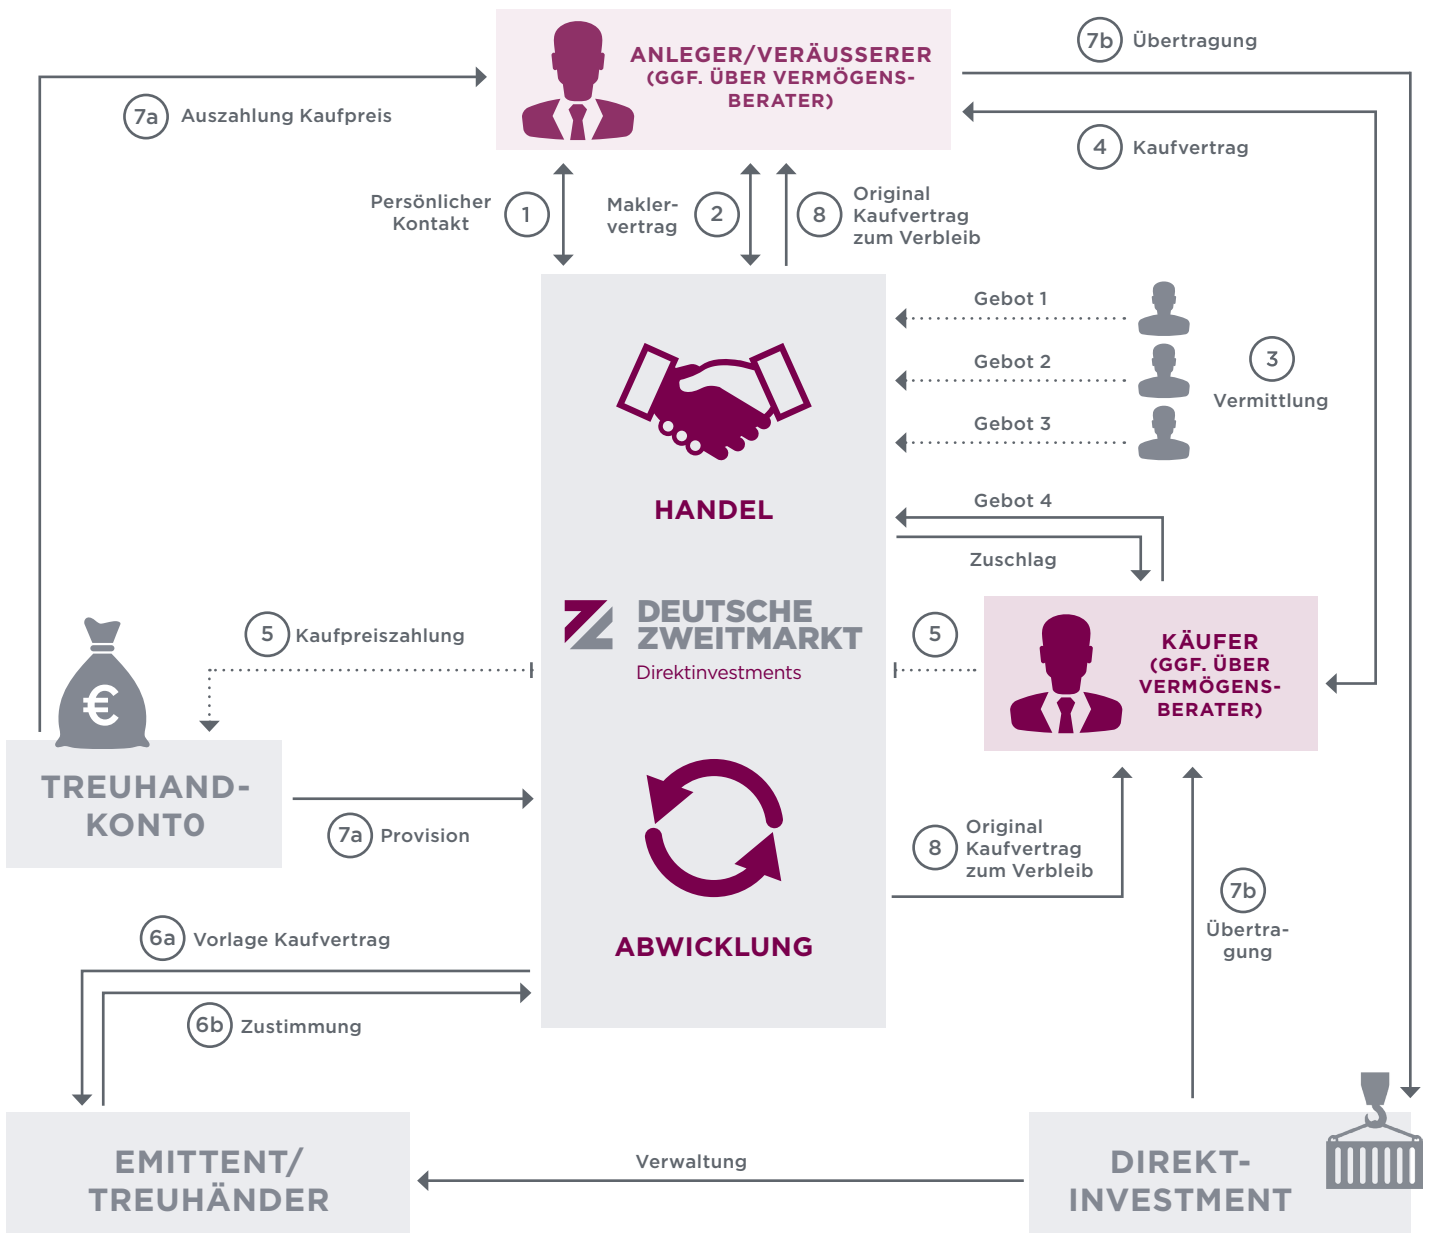 ANLEGER/VERÄUSSERER
(GGF. ÜBER VERMÖGENS-
BERATER)
7b Übertragung
7a Auszahlung Kaufpreis
4 Kaufvertrag
Persönlicher
Kontakt
1
Makler-
vertrag
2
8
Original
Kaufvertrag
zum Verbleib
Gebot 1
Gebot 2
Gebot 3
3
Vermittlung
HANDEL
Gebot 4
Zuschlag
5 Kaufpreiszahlung
DEUTSCHE
ZWEITMARKT
Direktinvestments
5
KÄUFER
(GGF. ÜBER
VERMÖGENS-
BERATER)
€
TREUHAND-
KONT0
7a Provision
8
Original
Kaufvertrag
zum Verbleib
7b
Übertra-
gung
ABWICKLUNG
6a Vorlage Kaufvertrag
6b Zustimmung
EMITTENT/
TREUHÄNDER
Verwaltung
DIREKT-
INVESTMENT